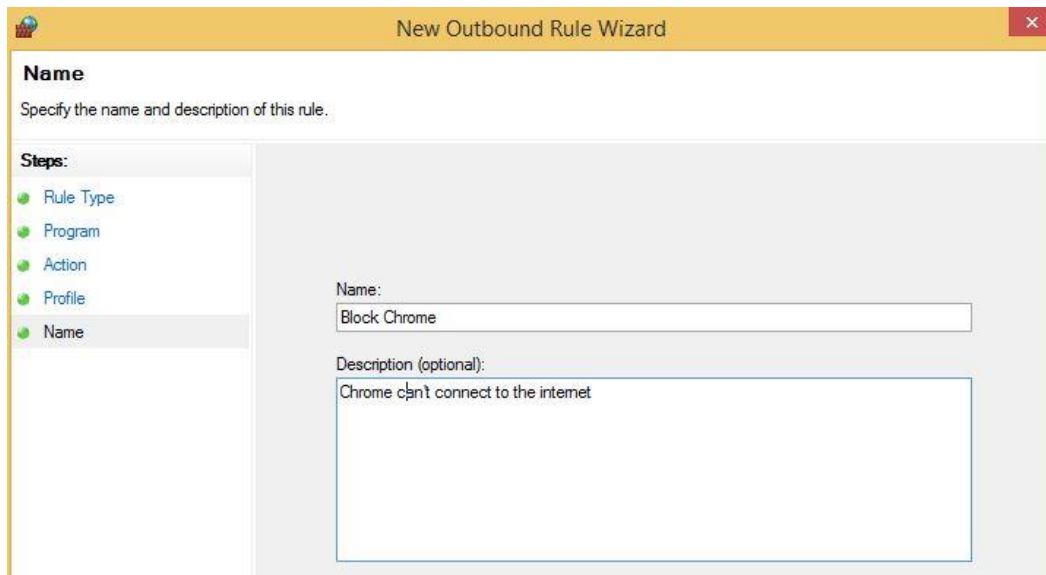 New Outbound Rule Wizard
Name
Specify the name and description of this rule.
Steps:
Rule Type
Program
Action
Profile
Name
Name:
Block Chrome
Description (optional):
Chrome can't connect to the internet